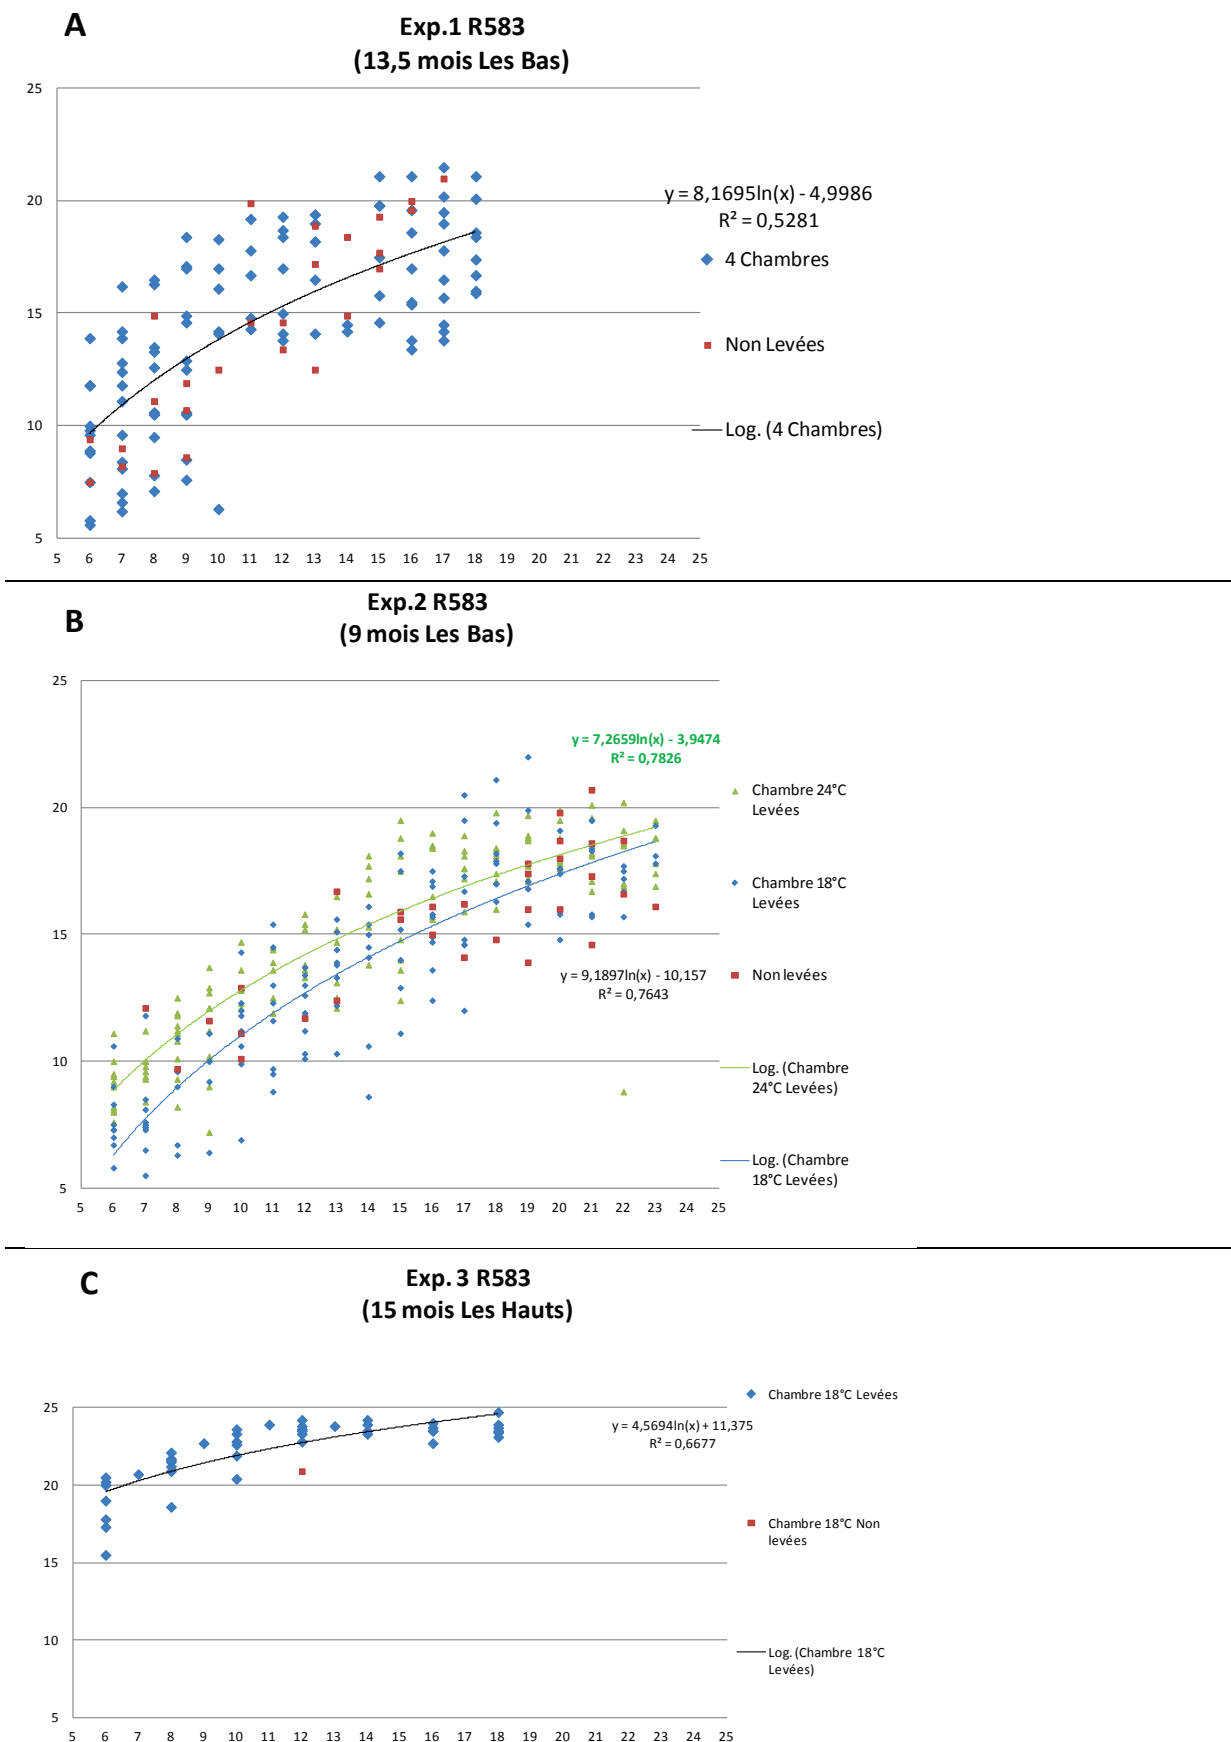 A
Exp.1 R583
(13,5 mois Les Bas)
25
20
15
10
5
5 6 7 8 9 10 11 12 13 14 15 16 17 18 19 20 21 22 23 24 25
y = 8,1695ln(x) - 4,9986
R² = 0,5281
4 Chambres
Non Levées
Log. (4 Chambres)
B
Exp.2 R583
(9 mois Les Bas)
25
20
15
10
5
5 6 7 8 9 10 11 12 13 14 15 16 17 18 19 20 21 22 23 24 25
y = 7,2659ln(x) - 3,9474
R² = 0,7826
y = 9,1897ln(x) - 10,157
R² = 0,7643
Chambre 24°C
Levées
Chambre 18°C
Levées
Non levées
Log. (Chambre
24°C Levées)
Log. (Chambre
18°C Levées)
C
Exp. 3 R583
(15 mois Les Hauts)
25
20
15
10
5
5 6 7 8 9 10 11 12 13 14 15 16 17 18 19 20 21 22 23 24 25
y = 4,5694ln(x) + 11,375
R² = 0,6677
Chambre 18°C Levées
Chambre 18°C Non
levées
Log. (Chambre 18°C
Levées)